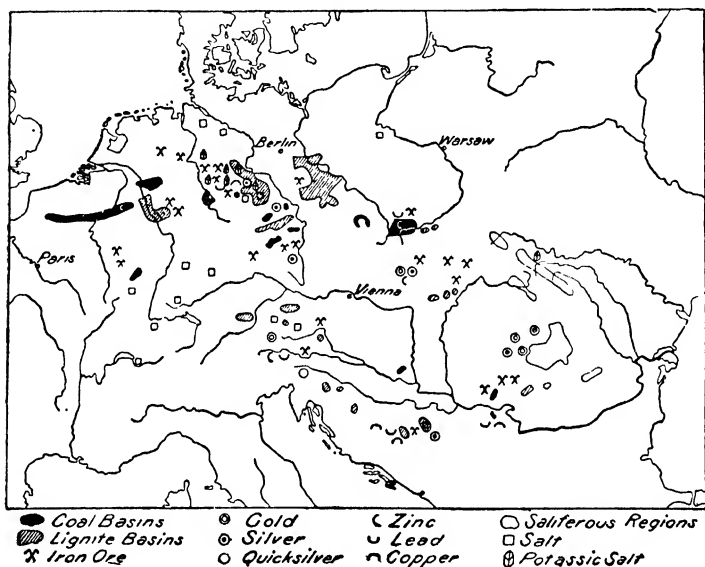 Berlin
Warsaw
Paris
Vienna
Coal Basins
Gold
Zinc
Saliferous Regions
Lignite Basins
Silver
Lead
Salt
Iron Ore
Quicksilver
Copper
Potassic Salt